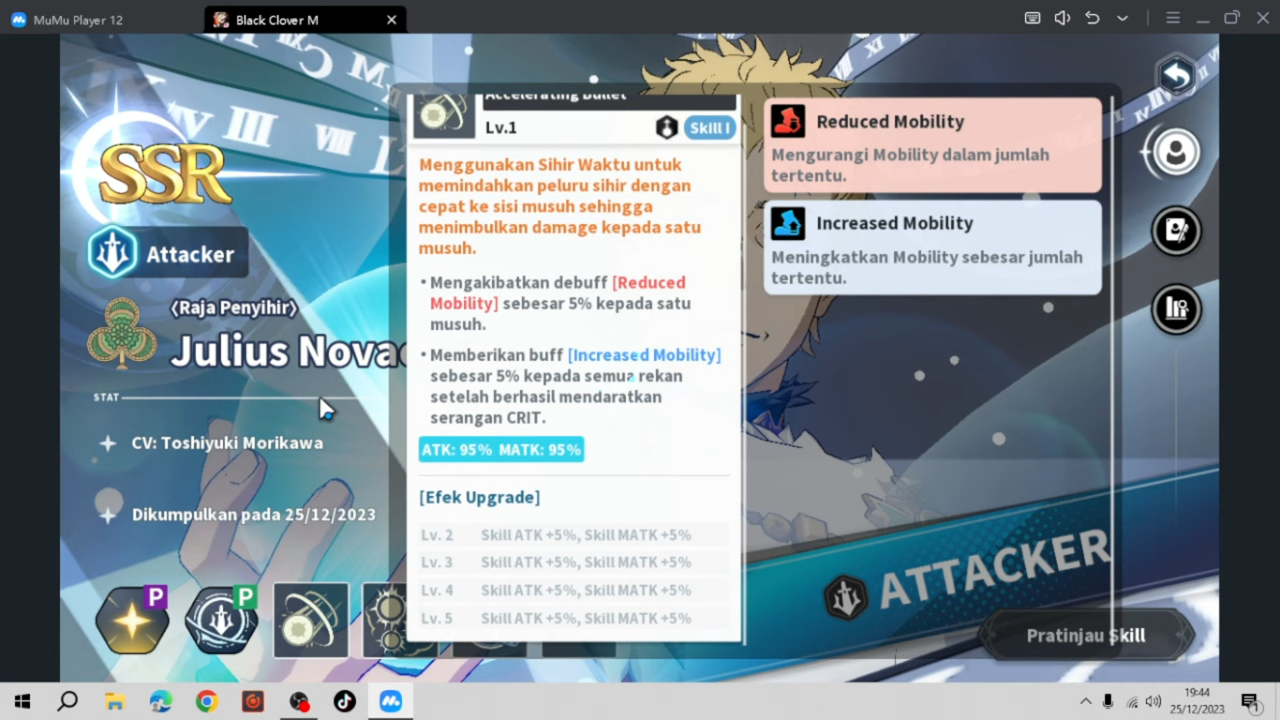 MuMu Player 12
Black Clover M
SSR
Attacker
〈Raja Penyihir〉
Julius Novac
STAT
CV: Toshiyuki Morikawa
Dikumpulkan pada 25/12/2023
P
P
Accelerating Bullet
Lv.1
Skill I
Menggunakan Sihir Waktu untuk
memindahkan peluru sihir dengan
cepat ke sisi musuh sehingga
menimbulkan damage kepada satu
musuh.
• Mengakibatkan debuff [Reduced
Mobility] sebesar 5% kepada satu
musuh.
• Memberikan buff [Increased Mobility]
sebesar 5% kepada semua rekan
setelah berhasil mendaratkan
serangan CRIT.
ATK: 95% MATK: 95%
[Efek Upgrade]
Lv. 2 Skill ATK +5%, Skill MATK +5%
Lv. 3 Skill ATK +5%, Skill MATK +5%
Lv. 4 Skill ATK +5%, Skill MATK +5%
Lv. 5 Skill ATK +5%, Skill MATK +5%
Reduced Mobility
Mengurangi Mobility dalam jumlah
tertentu.
Increased Mobility
Meningkatkan Mobility sebesar jumlah
tertentu.
ATTACKER
Pratinjau Skill
19:44
25/12/2023
1